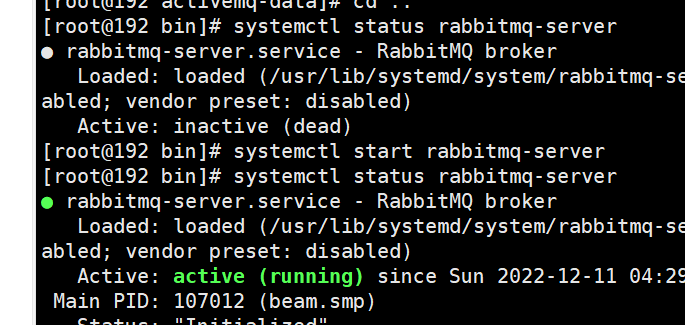 [root@192 activemq-data]# cd ..
[root@192 bin]# systemctl status rabbitmq-server
● rabbitmq-server.service - RabbitMQ broker
   Loaded: loaded (/usr/lib/systemd/system/rabbitmq-se
abled; vendor preset: disabled)
   Active: inactive (dead)
[root@192 bin]# systemctl start rabbitmq-server
[root@192 bin]# systemctl status rabbitmq-server
● rabbitmq-server.service - RabbitMQ broker
   Loaded: loaded (/usr/lib/systemd/system/rabbitmq-se
abled; vendor preset: disabled)
   Active: active (running) since Sun 2022-12-11 04:29
 Main PID: 107012 (beam.smp)
   Status: "Initialized"